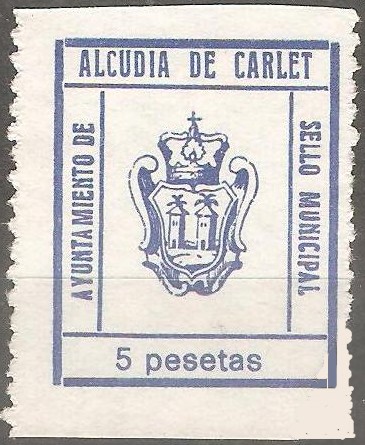 ALCUDIA DE CARLET
AYUNTAMIENTO DE
SELLO MUNICIPAL
5 pesetas